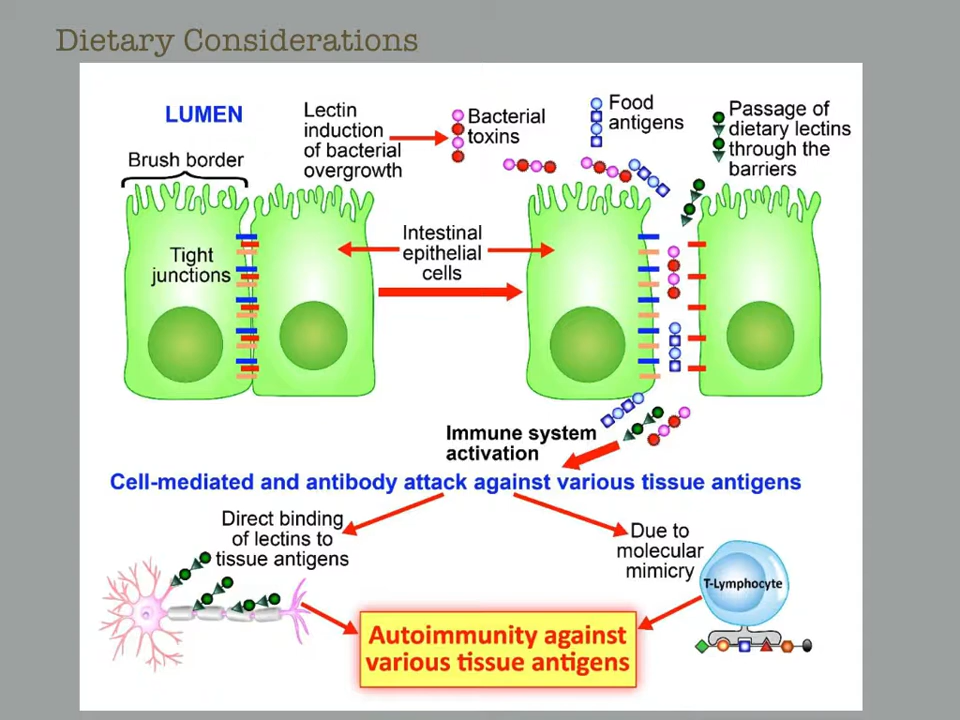 Dietary Considerations
LUMEN
Brush border
Lectin
induction
of bacterial
overgrowth
Bacterial
toxins
Food
antigens
Passage of
dietary lectins
through the
barriers
Tight
junctions
Intestinal
epithelial
cells
Immune system
activation
Cell-mediated and antibody attack against various tissue antigens
Direct binding
of lectins to
tissue antigens
Due to
molecular
mimicry
T-Lymphocyte
Autoimmunity against
various tissue antigens